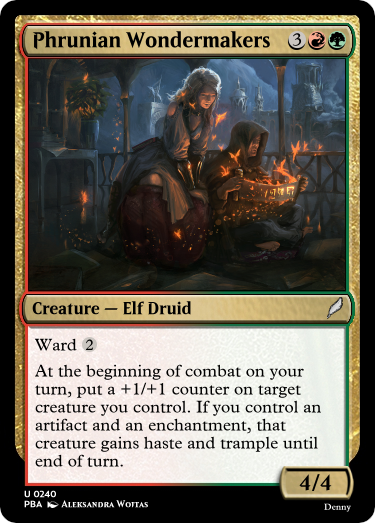 Phrunian Wondermakers 3
Creature — Elf Druid
Ward 2
At the beginning of combat on your
turn, put a +1/+1 counter on target
creature you control. If you control an
artifact and an enchantment, that
creature gains haste and trample until
end of turn.
4/4
U 0240
PBA Aleksandra Wojtas
Denny